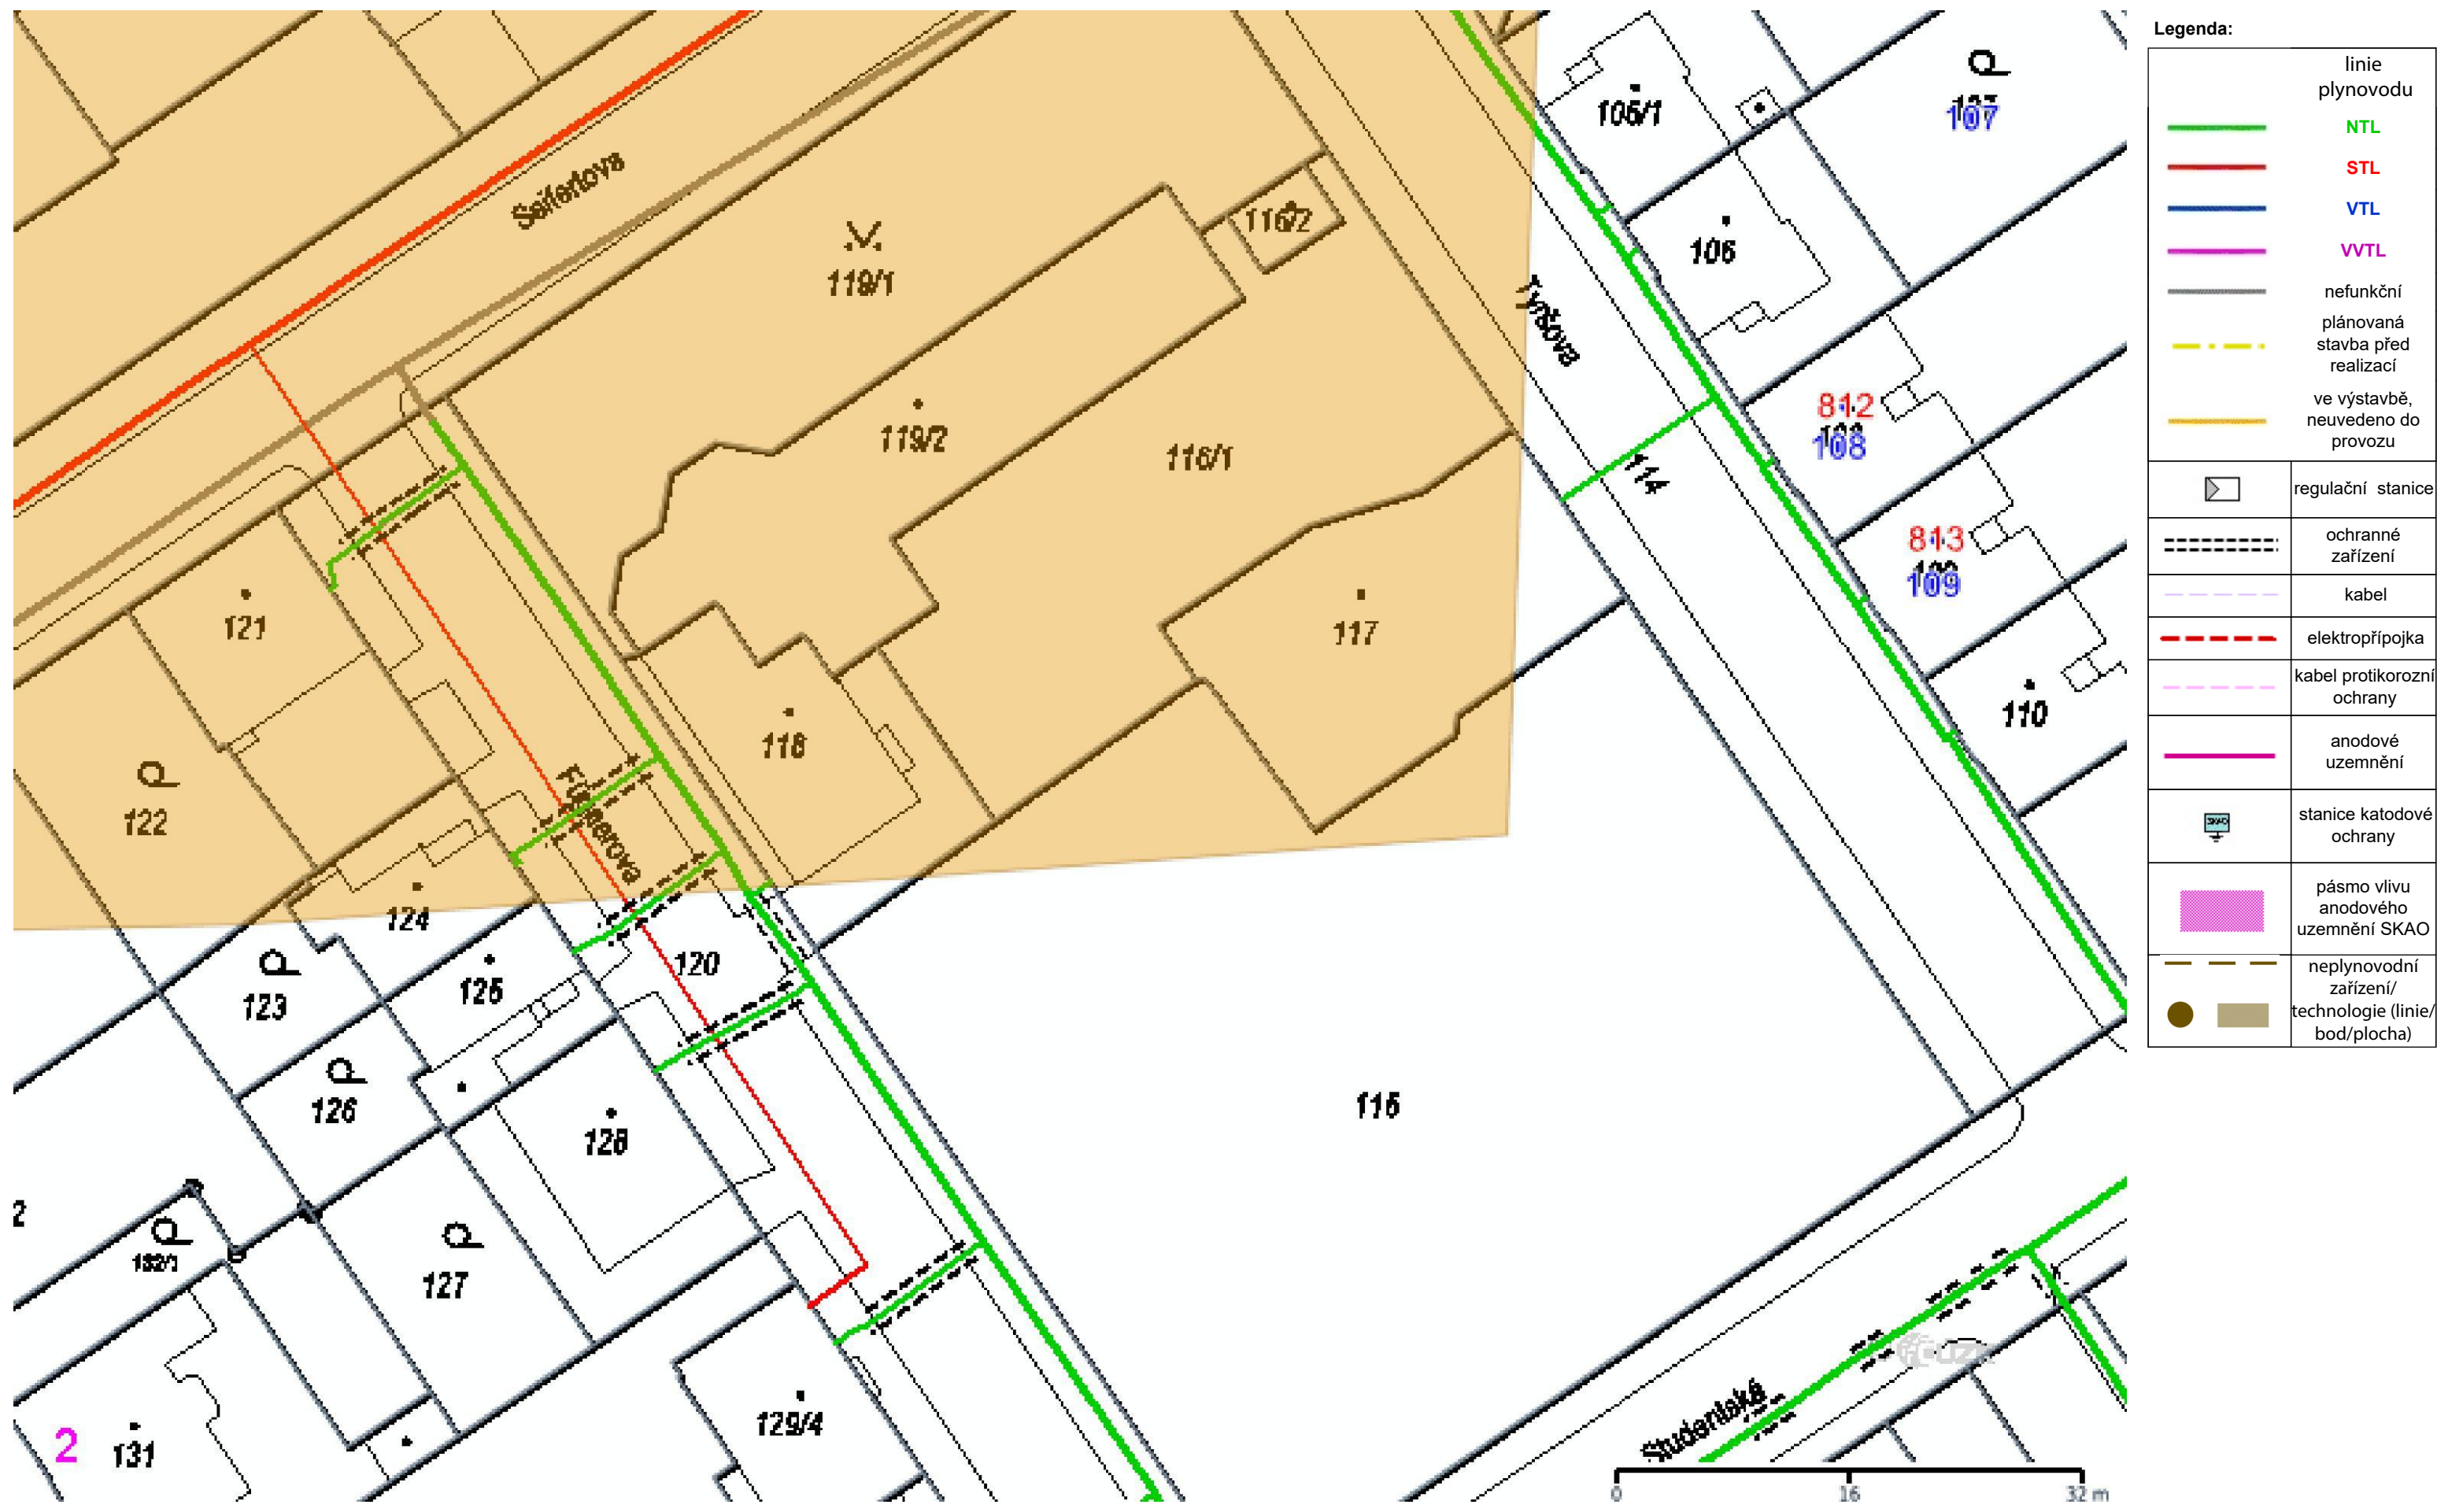 Seifertova
119/1
116/2
119/2
116/1
117
118
121
122
124
123
125
126
120
128
127
2
132/1
131
2
129/4
115
114
Tyršova
105/1
106
107
812
108
813
109
110
Studentská
0 16 32 m
Legenda:
linie
plynovodu
NTL
STL
VTL
VVTL
nefunkční
plánovaná
stavba před
realizací
ve výstavbě,
neuvedeno do
provozu
regulační stanice
ochranné
zařízení
kabel
elektropřípojka
kabel protikorozní
ochrany
anodové
uzemnění
SKAO
stanice katodové
ochrany
pásmo vlivu
anodového
uzemnění SKAO
neplynovodní
zařízení/
technologie (linie/
bod/plocha)